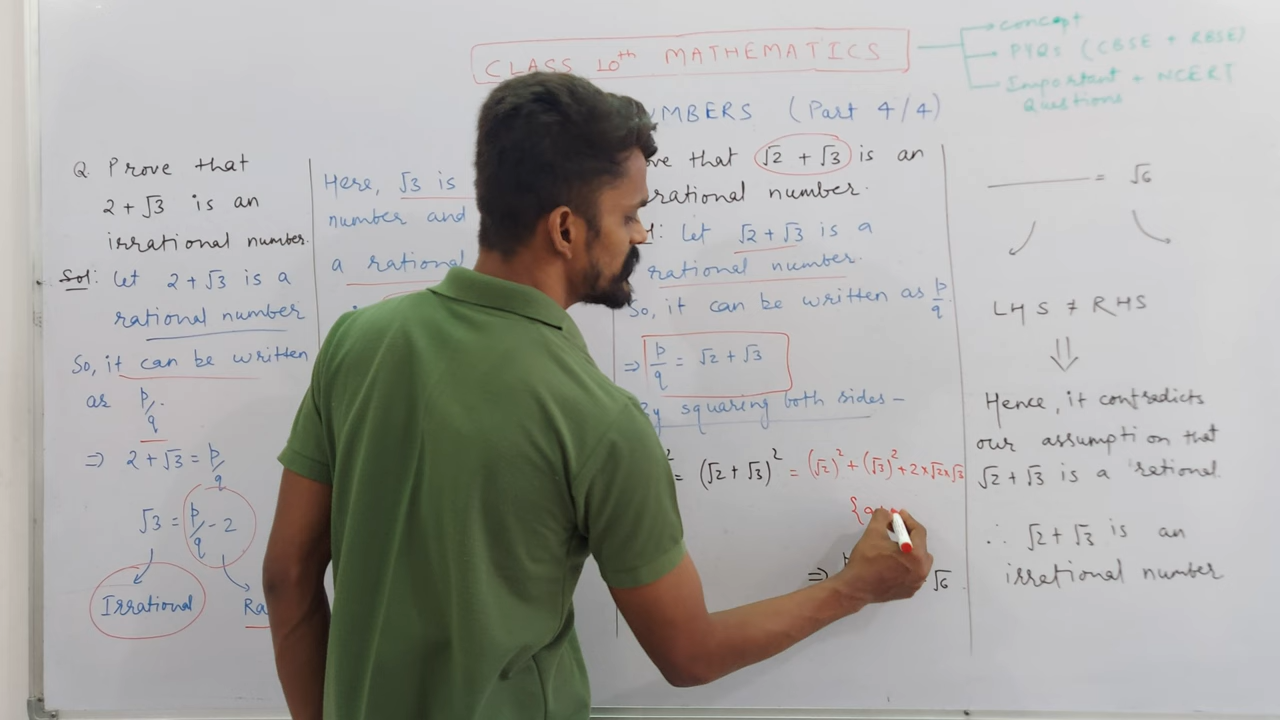 CLASS 10th MATHEMATICS
concept
PYQs (CBSE + RBSE)
Important + NCERT
Questions
UMBERS (Part 4/4)
Q. Prove that
2 + √3 is an
irrational number.
Sol: Let 2 + √3 is a
rational number
So, it can be written
as p/q.
⇒ 2 + √3 = p/q
√3 = p/q - 2
Irrational
Ra
Here, √3 is
number and
a rational
ve that √2 + √3 is an
rrational number.
: Let √2 + √3 is a
rational number.
So, it can be written as p/q.
⇒ p/q = √2 + √3
By squaring both sides –
² = (√2 + √3)² = (√2)² + (√3)² + 2×√2×√3
{a
⇒ √6
= √6
LHS ≠ RHS
⇓
Hence, it contradicts
our assumption that
√2 + √3 is a rational.
∴ √2 + √3 is an
irrational number